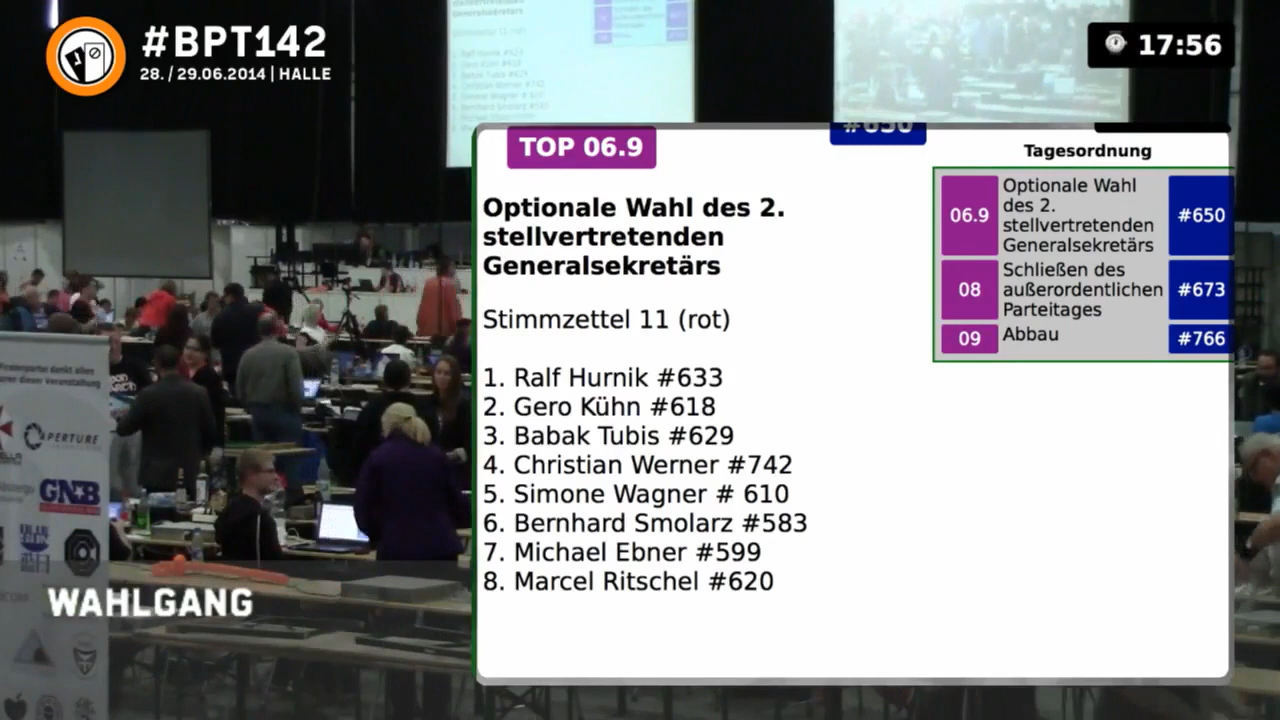 #BPT142
28. / 29.06.2014 | HALLE
17:56
TOP 06.9
#650
Optionale Wahl des 2.
stellvertretenden
Generalsekretärs
Stimmzettel 11 (rot)
1. Ralf Hurnik #633
2. Gero Kühn #618
3. Babak Tubis #629
4. Christian Werner #742
5. Simone Wagner # 610
6. Bernhard Smolarz #583
7. Michael Ebner #599
8. Marcel Ritschel #620
Tagesordnung
06.9
Optionale Wahl
des 2.
stellvertretenden
Generalsekretärs
#650
08
Schließen des
außerordentlichen
Parteitages
#673
09
Abbau
#766
APERTURE
GNB
WAHLGANG